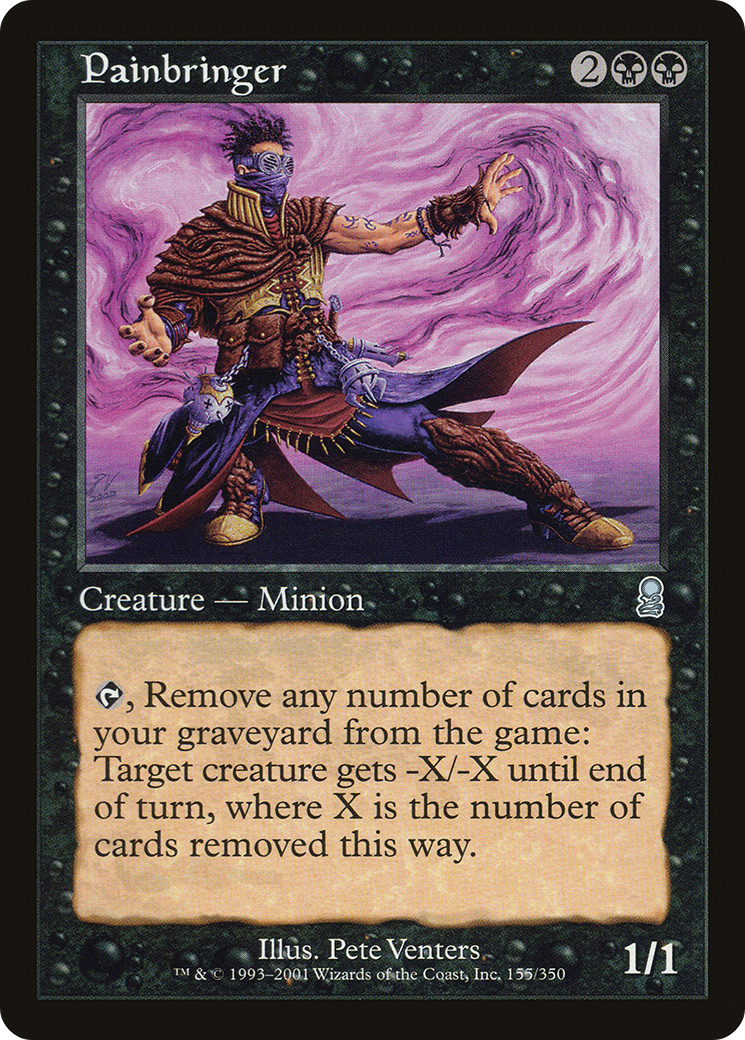 Painbringer 2
Creature — Minion
, Remove any number of cards in
your graveyard from the game:
Target creature gets -X/-X until end
of turn, where X is the number of
cards removed this way.
Illus. Pete Venters
™ & © 1993–2001 Wizards of the Coast, Inc. 155/350
1/1